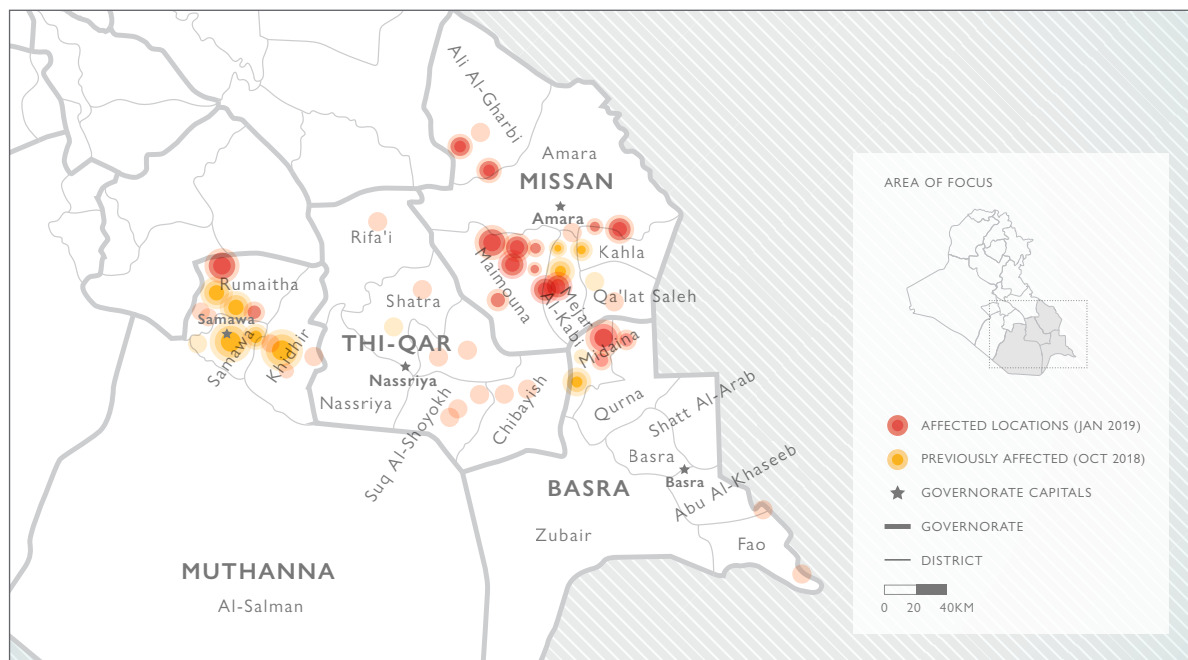 Ali Al-Gharbi
Amara
MISSAN
Amara
Rifa'i
Kahla
Maimouna
Rumaitha
Shatra
Mejar
Al-Kabi
Qa'lat Saleh
Samawa
Samawa
Khidhir
THI-QAR
Midaina
Nassriya
Nassriya
Suq Al-Shoyokh
Chibayish
Qurna
Shatt Al-Arab
Basra
Basra
BASRA
Abu Al-Khaseeb
Zubair
Fao
MUTHANNA
Al-Salman
AREA OF FOCUS
AFFECTED LOCATIONS (JAN 2019)
PREVIOUSLY AFFECTED (OCT 2018)
GOVERNORATE CAPITALS
GOVERNORATE
DISTRICT
0 20 40KM